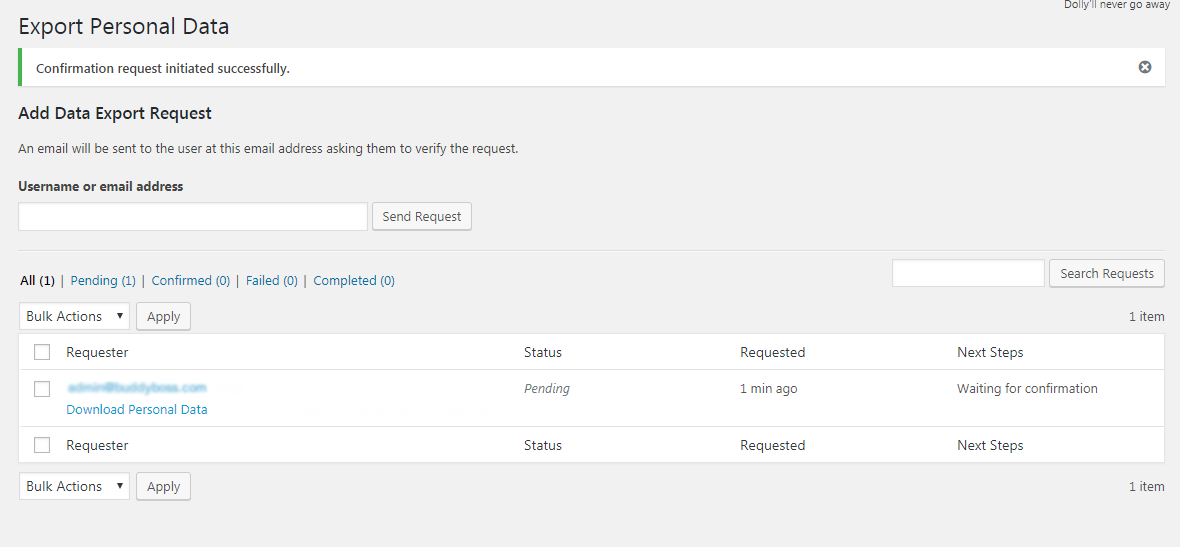 Dolly'll never go away
Export Personal Data
Confirmation request initiated successfully.
Add Data Export Request
An email will be sent to the user at this email address asking them to verify the request.
Username or email address
Send Request
All (1) | Pending (1) | Confirmed (0) | Failed (0) | Completed (0)
Search Requests
Bulk Actions Apply 1 item
Requester Status Requested Next Steps
Pending 1 min ago Waiting for confirmation
Download Personal Data
Requester Status Requested Next Steps
Bulk Actions Apply 1 item